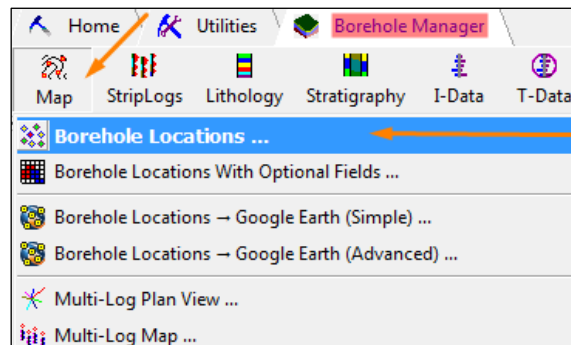 Home Utilities Borehole Manager
Map StripLogs Lithology Stratigraphy I-Data T-Data
Borehole Locations ...
Borehole Locations With Optional Fields ...
Borehole Locations → Google Earth (Simple) ...
Borehole Locations → Google Earth (Advanced) ...
Multi-Log Plan View ...
Multi-Log Map ...